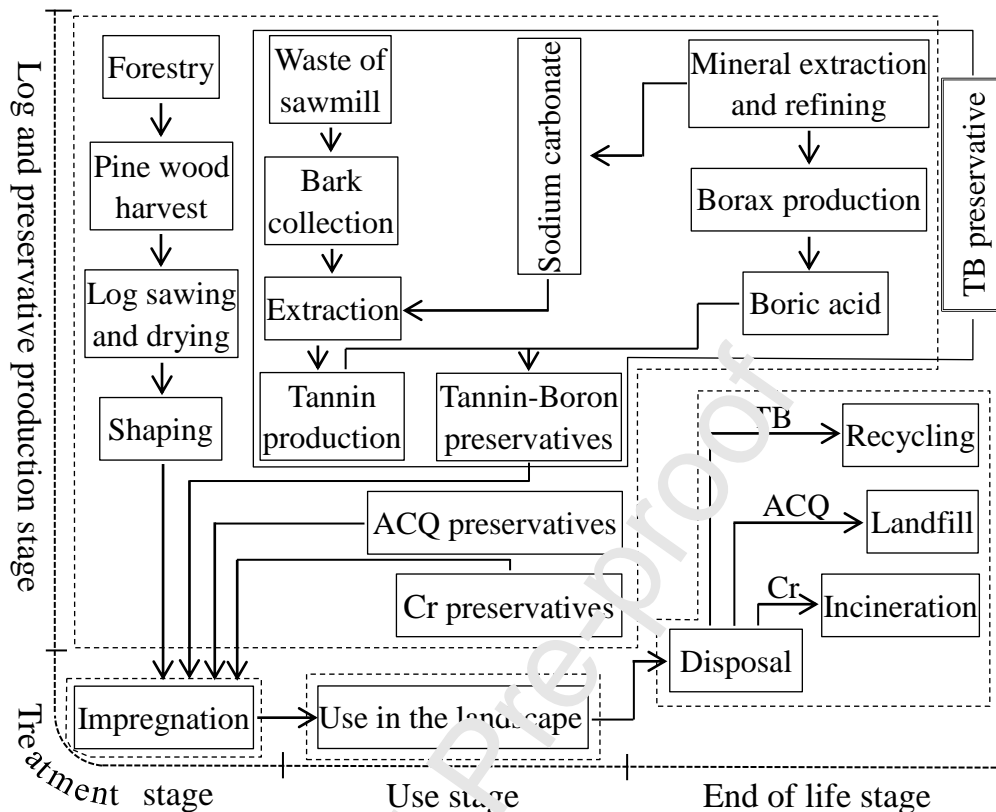 Log and preservative production stage
Forestry
Pine wood
harvest
Log sawing
and drying
Shaping
Waste of
sawmill
Bark
collection
Extraction
Tannin
production
Sodium carbonate
Mineral extraction
and refining
Borax production
Boric acid
Tannin-Boron
preservatives
TB preservative
ACQ preservatives
Cr preservatives
TB
Recycling
ACQ
Landfill
Cr
Incineration
Disposal
Impregnation
Use in the landscape
Treatment stage
Use stage
End of life stage
Pre-proof